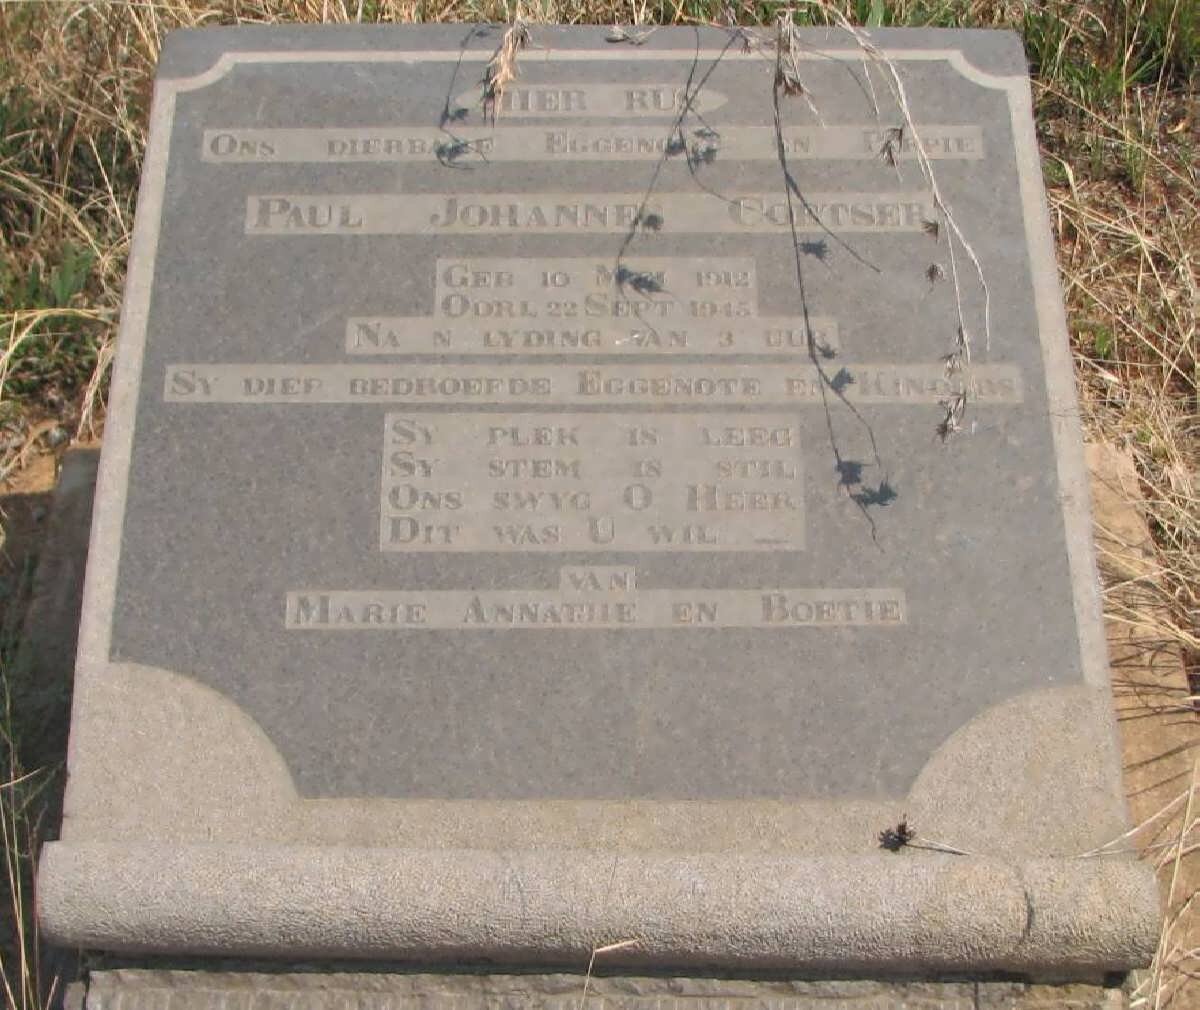 HIER RUS
ONS DIERBARE EGGENOTE EN PAPPIE
PAUL JOHANNES COETSER
GEB 10 MEI 1912
OORL 22 SEPT 1945
NA N LYDING VAN 3 UUR
SY DIEP BEDROEFDE EGGENOTE EN KINDERS
SY PLEK IS LEEG
SY STEM IS STIL
ONS SWYG O HEER
DIT WAS U WIL —
VAN
MARIE ANNATJIE EN BOETIE